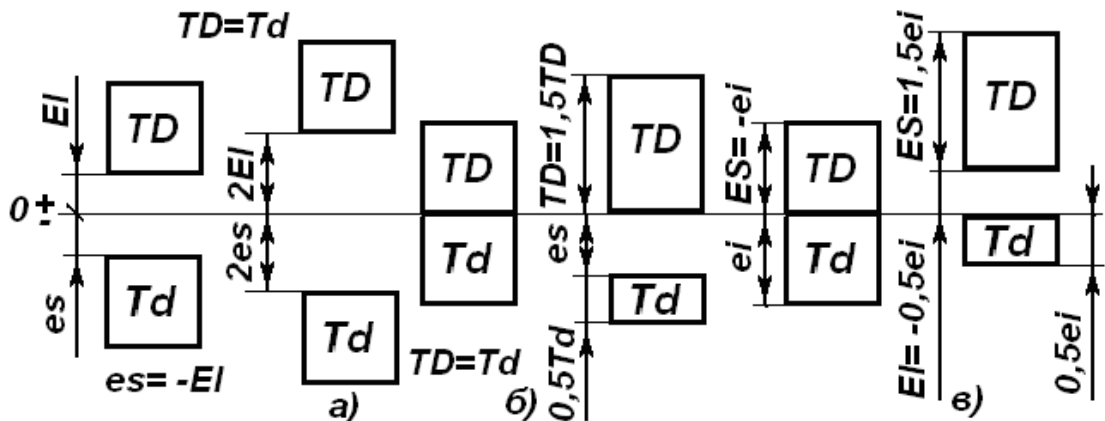 TD=Td
EI
TD
0
+
-
es
Td
es= -EI
TD
2EI
2es
Td
а)
TD
Td
TD=Td
TD=1,5TD
TD
es
Td
0,5Td
б)
ES= -ei
TD
ei
Td
ES=1,5ei
TD
Td
EI= -0,5ei
0,5ei
в)